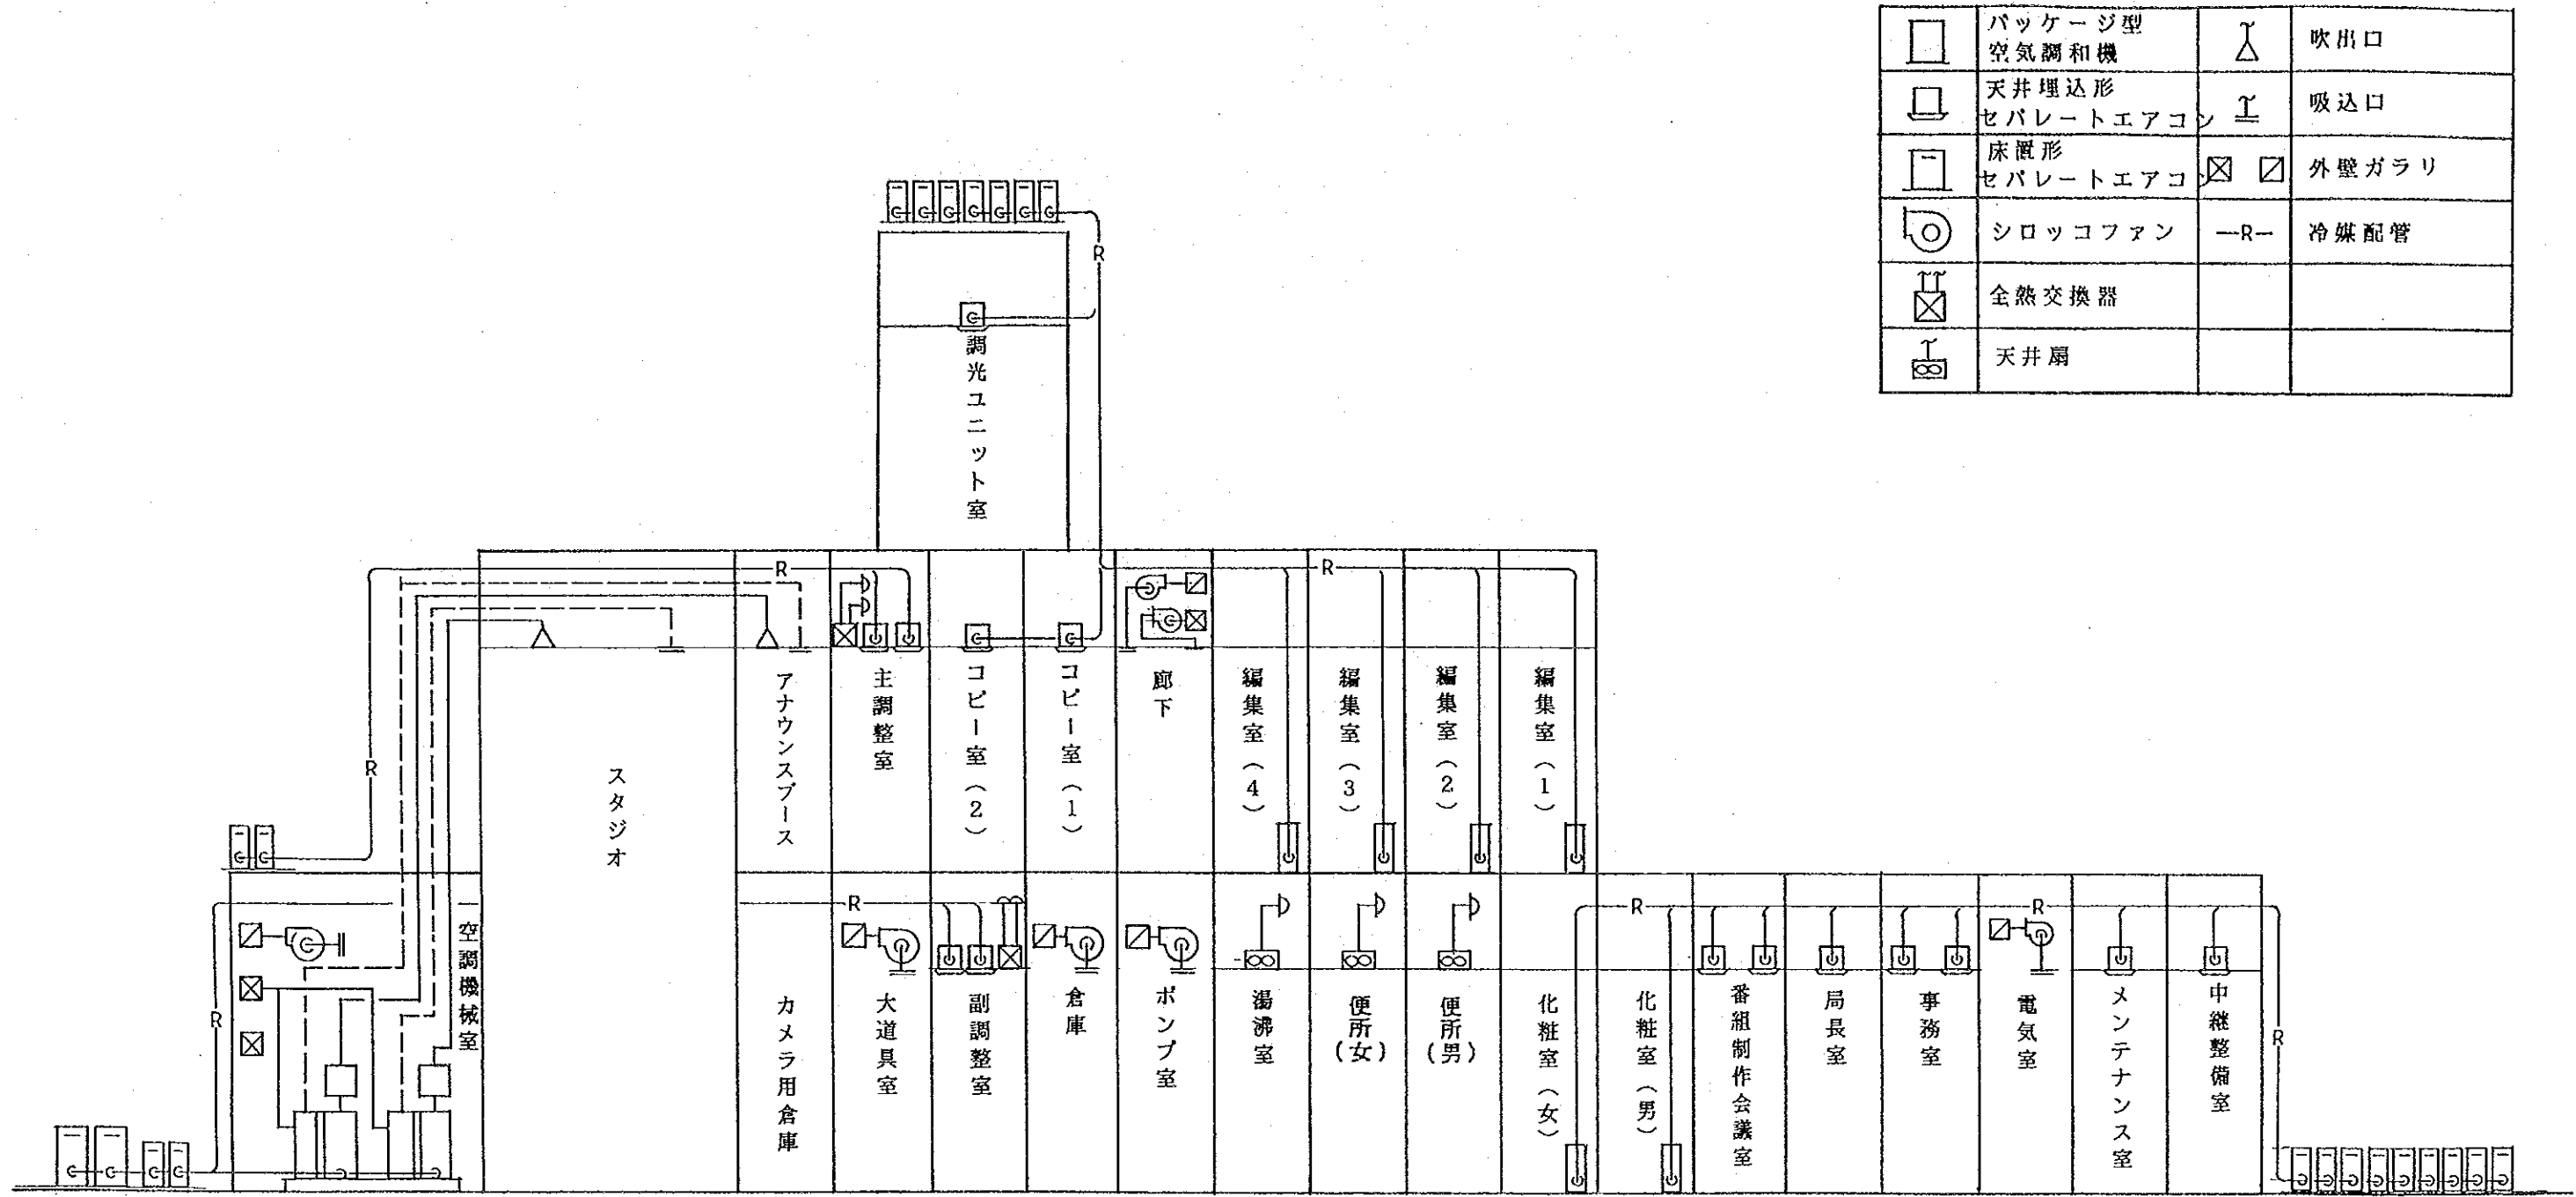 パッケージ型
空気調和機
吹出口
天井埋込形
セパレートエアコン
吸込口
床置形
セパレートエアコン
外壁ガラリ
シロッコファン
—R—
冷媒配管
全熱交換器
天井扇
R
調光ユニット室
R
R
R
スタジオ
アナウンスブース
主調整室
コピー室(2)
コピー室(1)
廊下
編集室(4)
編集室(3)
編集室(2)
編集室(1)
R
空調機械室
R
カメラ用倉庫
R
大道具室
副調整室
倉庫
ポンプ室
湯沸室
便所(女)
便所(男)
化粧室(女)
R
化粧室(男)
番組制作会議室
局長室
事務室
R
電気室
メンテナンス室
中継整備室
R